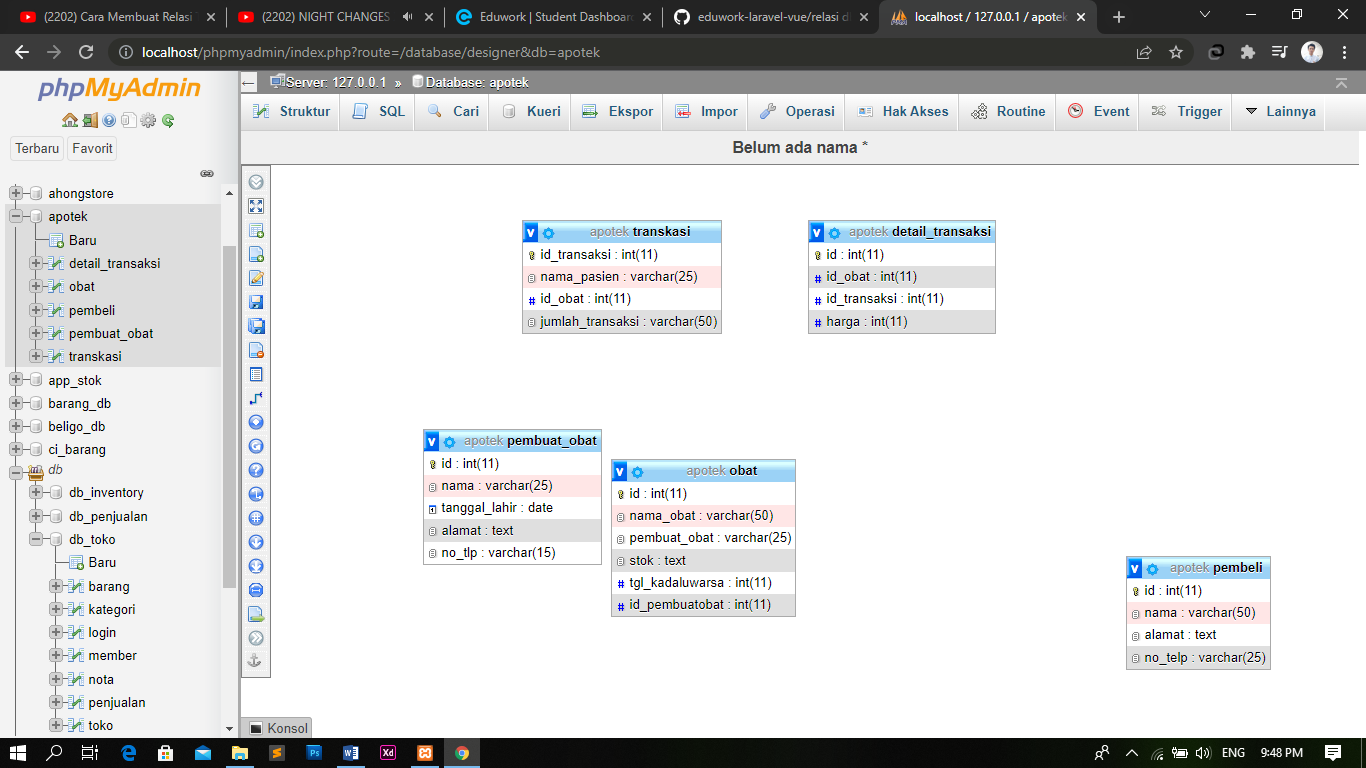 (2202) Cara Membuat Relasi T
(2202) NIGHT CHANGES
Eduwork | Student Dashboard
eduwork-laravel-vue/relasi d
localhost / 127.0.0.1 / apotek
localhost/phpmyadmin/index.php?route=/database/designer&db=apotek
phpMyAdmin
Terbaru
Favorit
ahongstore
apotek
Baru
detail_transaksi
obat
pembeli
pembuat_obat
transkasi
app_stok
barang_db
beligo_db
ci_barang
db
db_inventory
db_penjualan
db_toko
Baru
barang
kategori
login
member
nota
penjualan
toko
Server: 127.0.0.1 » Database: apotek
Struktur
SQL
Cari
Kueri
Ekspor
Impor
Operasi
Hak Akses
Routine
Event
Trigger
Lainnya
Belum ada nama *
v apotek transkasi
id_transaksi : int(11)
nama_pasien : varchar(25)
# id_obat : int(11)
jumlah_transaksi : varchar(50)
v apotek detail_transaksi
id : int(11)
# id_obat : int(11)
# id_transaksi : int(11)
# harga : int(11)
v apotek pembuat_obat
id : int(11)
nama : varchar(25)
tanggal_lahir : date
alamat : text
no_tlp : varchar(15)
v apotek obat
id : int(11)
nama_obat : varchar(50)
pembuat_obat : varchar(25)
stok : text
# tgl_kadaluwarsa : int(11)
# id_pembuatobat : int(11)
v apotek pembeli
id : int(11)
nama : varchar(50)
alamat : text
no_telp : varchar(25)
Konsol
ENG
9:48 PM